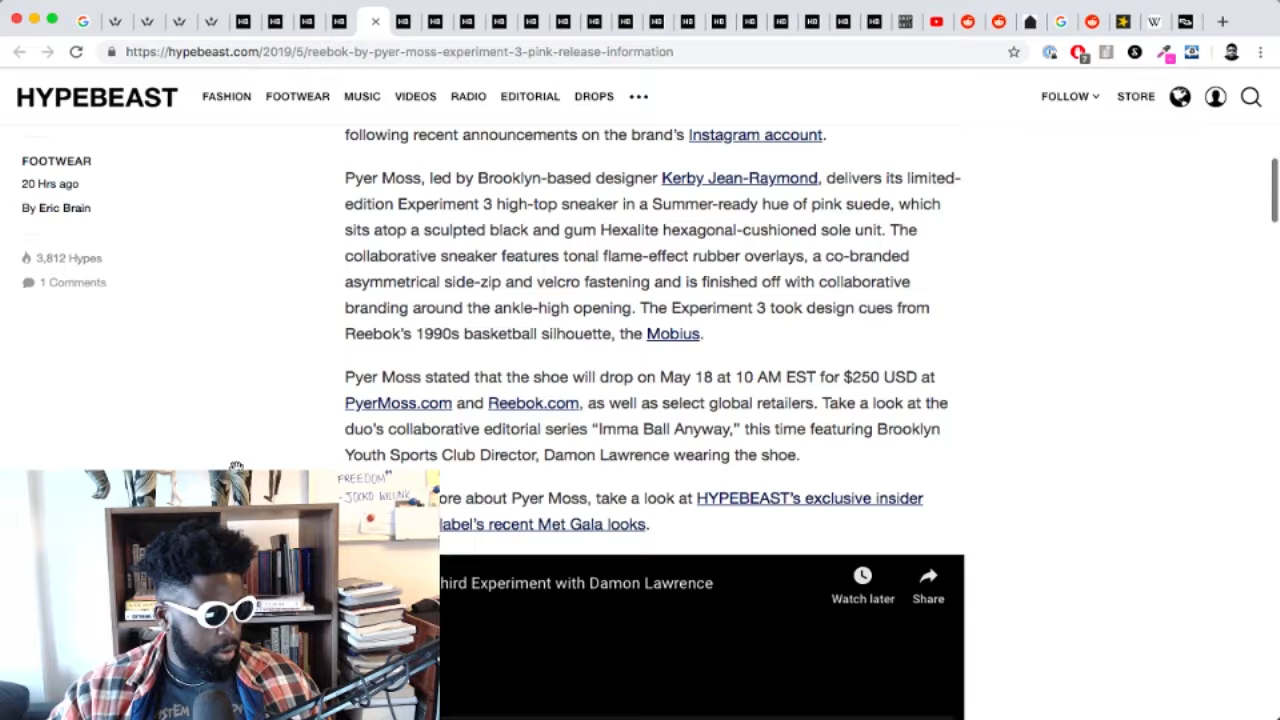 https://hypebeast.com/2019/5/reebok-by-pyer-moss-experiment-3-pink-release-information
HYPEBEAST
FASHION FOOTWEAR MUSIC VIDEOS RADIO EDITORIAL DROPS
FOLLOW STORE
FOOTWEAR
20 Hrs ago
By Eric Brain
3,812 Hypes
1 Comments
following recent announcements on the brand's Instagram account.
Pyer Moss, led by Brooklyn-based designer Kerby Jean-Raymond, delivers its limited-
edition Experiment 3 high-top sneaker in a Summer-ready hue of pink suede, which
sits atop a sculpted black and gum Hexalite hexagonal-cushioned sole unit. The
collaborative sneaker features tonal flame-effect rubber overlays, a co-branded
asymmetrical side-zip and velcro fastening and is finished off with collaborative
branding around the ankle-high opening. The Experiment 3 took design cues from
Reebok's 1990s basketball silhouette, the Mobius.
Pyer Moss stated that the shoe will drop on May 18 at 10 AM EST for $250 USD at
PyerMoss.com and Reebok.com, as well as select global retailers. Take a look at the
duo's collaborative editorial series “Imma Ball Anyway,” this time featuring Brooklyn
Youth Sports Club Director, Damon Lawrence wearing the shoe.
ore about Pyer Moss, take a look at HYPEBEAST's exclusive insider
label's recent Met Gala looks.
hird Experiment with Damon Lawrence
Watch later
Share
FREEDOM"
-JOCKO WILLINK